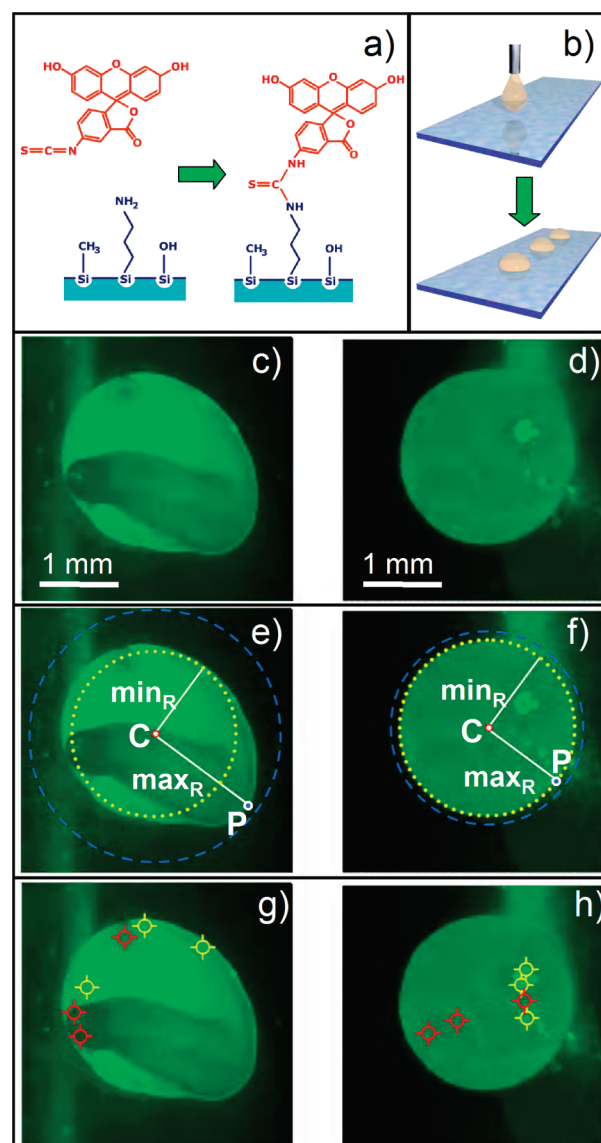 a)
HO
O
OH
O
O
S=C=N
NH2
CH3
OH
Si
Si
Si
HO
O
OH
O
O
NH
S=C
NH
CH3
OH
Si
Si
Si
b)
c)
1 mm
d)
1 mm
e)
minR
C
maxR
P
f)
minR
C
P
maxR
g)
h)